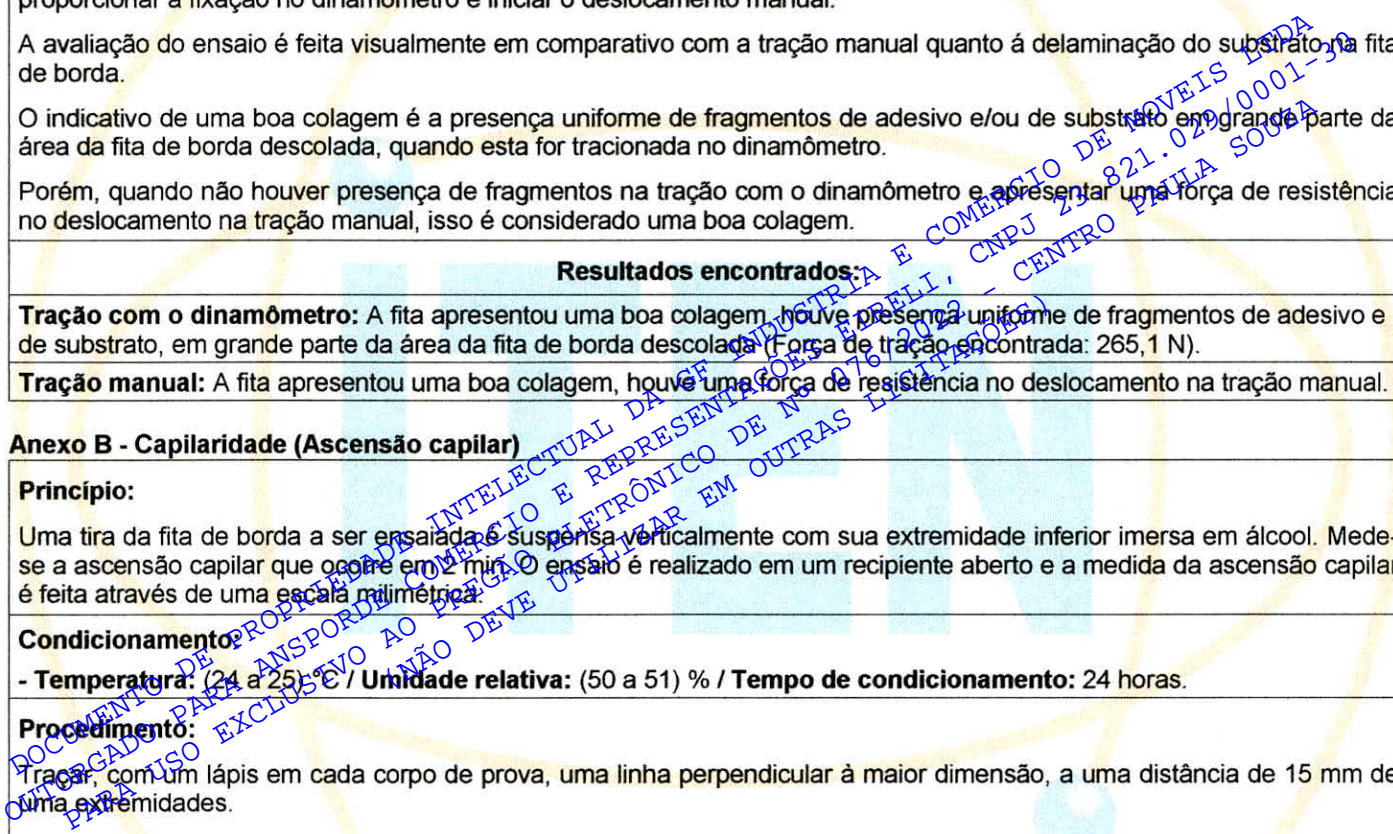 proporcionar a fixação no dinamômetro e iniciar o deslocamento manual.
A avaliação do ensaio é feita visualmente em comparativo com a tração manual quanto á delaminação do substrato na fita
de borda.
O indicativo de uma boa colagem é a presença uniforme de fragmentos de adesivo e/ou de substrato em grande parte da
área da fita de borda descolada, quando esta for tracionada no dinamômetro.
Porém, quando não houver presença de fragmentos na tração com o dinamômetro e apresentar uma força de resistência
no deslocamento na tração manual, isso é considerado uma boa colagem.
Resultados encontrados:
Tração com o dinamômetro: A fita apresentou uma boa colagem, houve presença uniforme de fragmentos de adesivo e
de substrato, em grande parte da área da fita de borda descolada (Força de tração encontrada: 265,1 N).
Tração manual: A fita apresentou uma boa colagem, houve uma força de resistência no deslocamento na tração manual.
Anexo B - Capilaridade (Ascensão capilar)
Princípio:
Uma tira da fita de borda a ser ensaiada é suspensa verticalmente com sua extremidade inferior imersa em álcool. Mede-
se a ascensão capilar que ocorre em 2 min. O ensaio é realizado em um recipiente aberto e a medida da ascensão capilar
é feita através de uma escala milimétrica.
Condicionamento:
- Temperatura: (24 a 25) °C / Umidade relativa: (50 a 51) % / Tempo de condicionamento: 24 horas.
Procedimento:
Traçar, com um lápis em cada corpo de prova, uma linha perpendicular à maior dimensão, a uma distância de 15 mm de
uma extremidades.
DOCUMENTO DE PROPRIEDADE INTELECTUAL DA GF INDUSTRIA E COMERCIO DE MOVEIS LTDA
OUTORGADO PARA ANSPORDE COMERCIO E REPRESENTAÇÕES EIRELI, CNPJ 23.821.029/0001-30
PARA USO EXCLUSIVO AO PREGÃO ELETRÔNICO DE Nº 076/2022 - CENTRO PAULA SOUZA
(NÃO DEVE UTILIZAR EM OUTRAS LICITAÇÕES)
ITEN